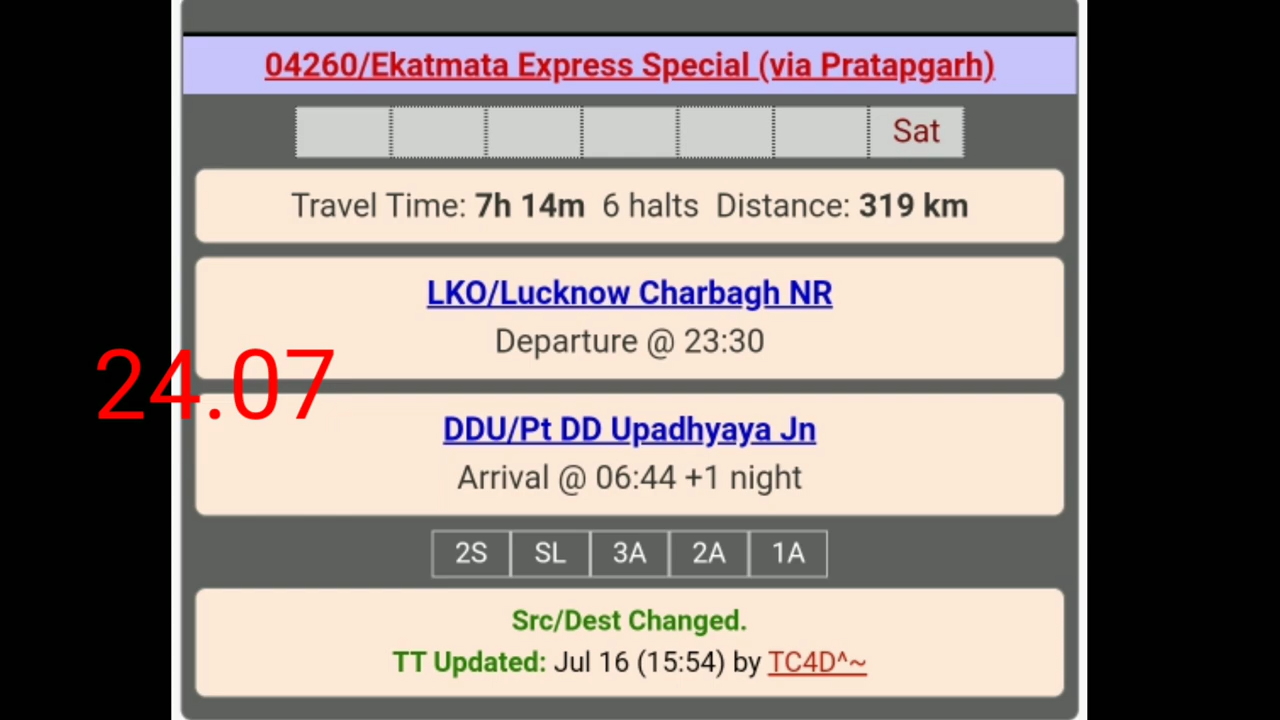 04260/Ekatmata Express Special (via Pratapgarh)
Sat
Travel Time: 7h 14m 6 halts Distance: 319 km
LKO/Lucknow Charbagh NR
Departure @ 23:30
24.07
DDU/Pt DD Upadhyaya Jn
Arrival @ 06:44 +1 night
2S SL 3A 2A 1A
Src/Dest Changed.
TT Updated: Jul 16 (15:54) by TC4D^~